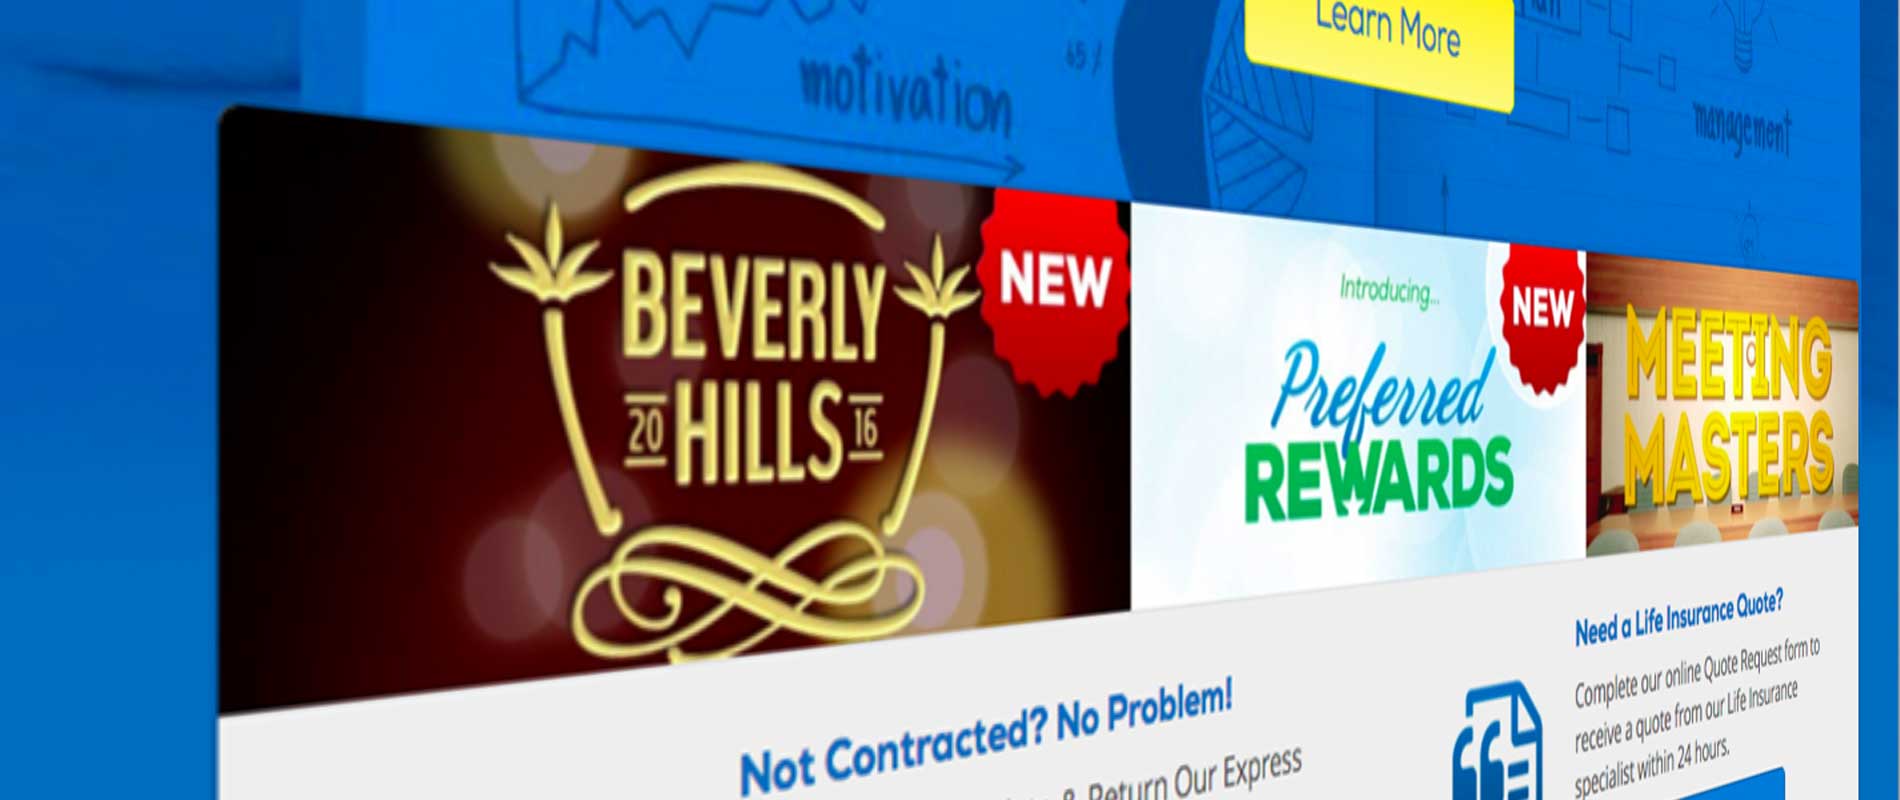 Learn More
motivation
management
BEVERLY
20 HILLS 16
NEW
Introducing...
Preferred
REWARDS
NEW
MEETING
MASTERS
Not Contracted? No Problem!
& Return Our Express
Need a Life Insurance Quote?
Complete our online Quote Request form to
receive a quote from our Life Insurance
specialist within 24 hours.